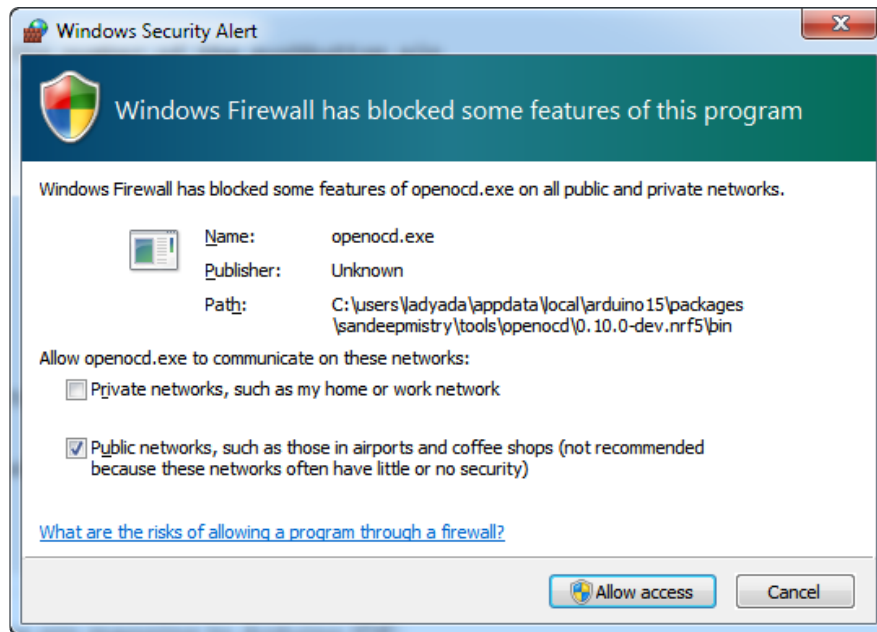 Windows Security Alert
Windows Firewall has blocked some features of this program
Windows Firewall has blocked some features of openocd.exe on all public and private networks.
Name: openocd.exe
Publisher: Unknown
Path: C:\users\ladyada\appdata\local\arduino15\packages
\sandeepmistry\tools\openocd\0.10.0-dev.nrf5\bin
Allow openocd.exe to communicate on these networks:
Private networks, such as my home or work network
Public networks, such as those in airports and coffee shops (not recommended
because these networks often have little or no security)
What are the risks of allowing a program through a firewall?
Allow access Cancel